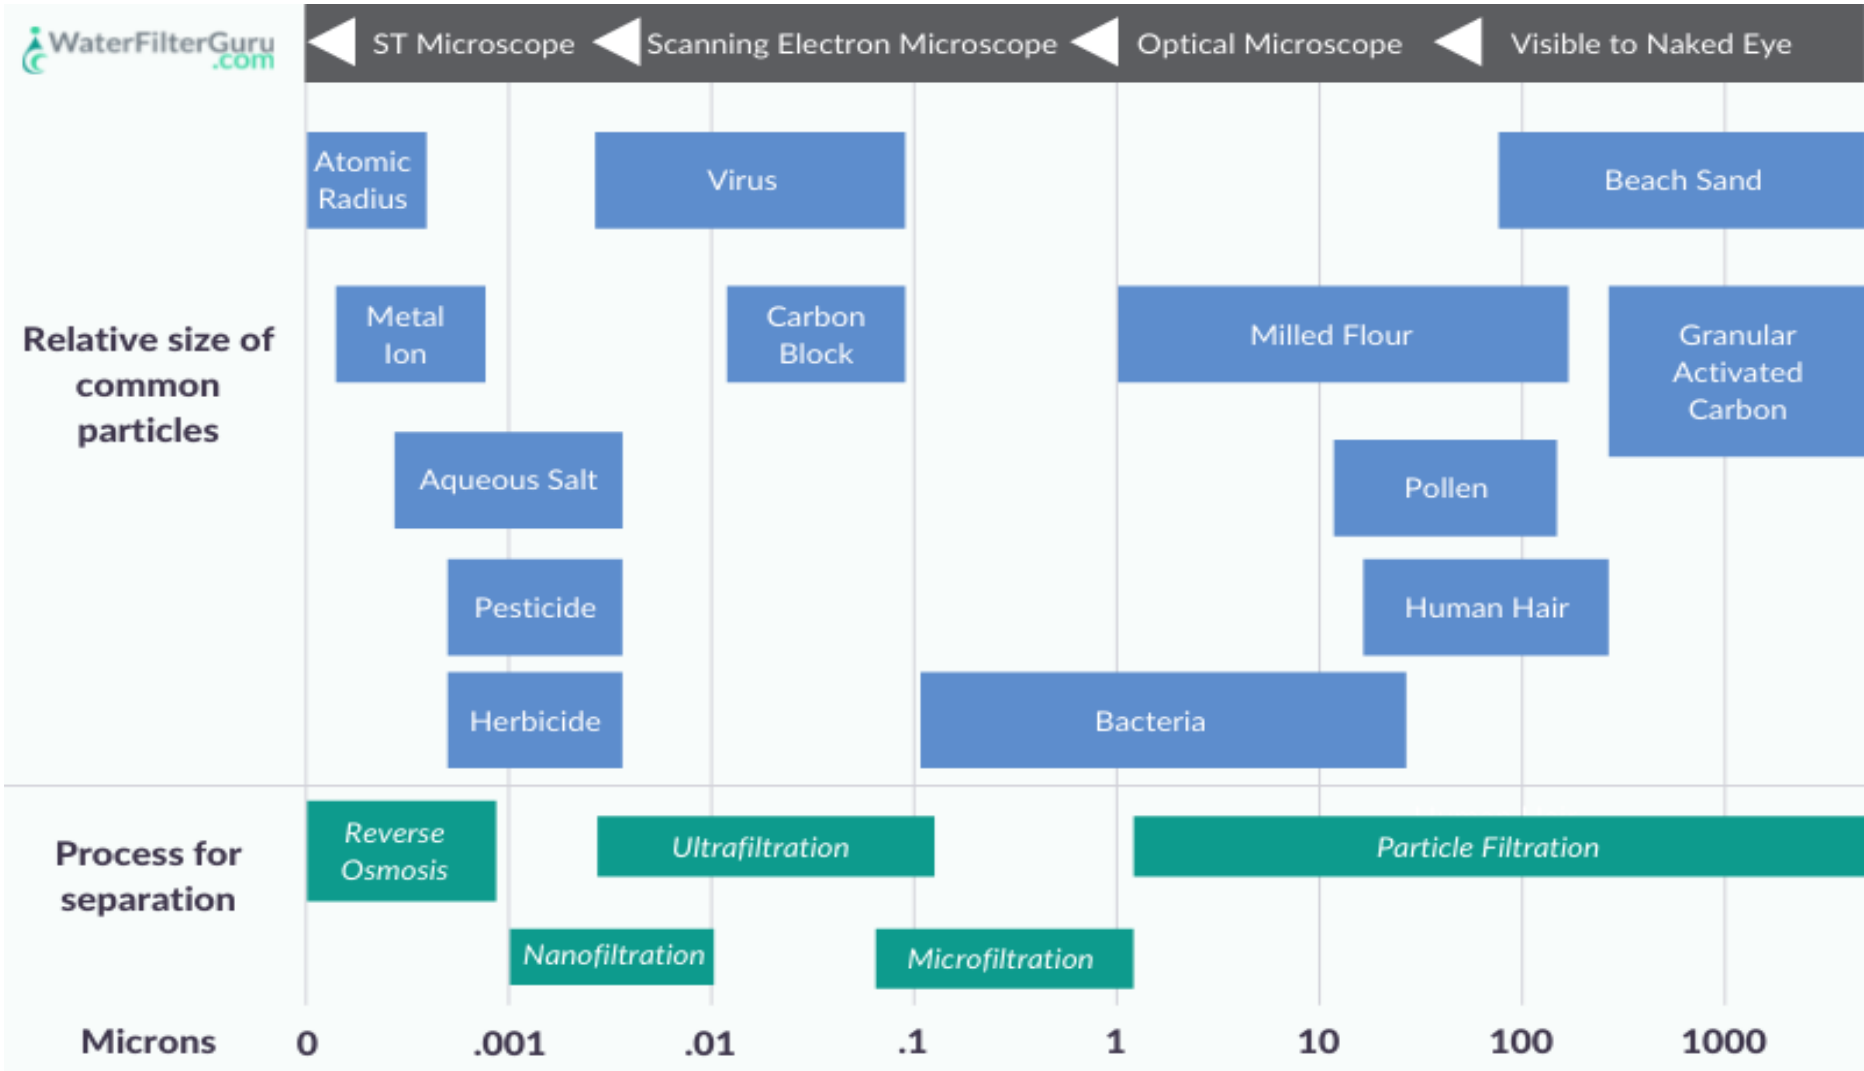 WaterFilterGuru
.com
ST Microscope
Scanning Electron Microscope
Optical Microscope
Visible to Naked Eye
Relative size of
common
particles
Atomic
Radius
Virus
Beach Sand
Metal
Ion
Carbon
Block
Milled Flour
Granular
Activated
Carbon
Aqueous Salt
Pollen
Pesticide
Human Hair
Herbicide
Bacteria
Process for
separation
Reverse
Osmosis
Ultrafiltration
Particle Filtration
Nanofiltration
Microfiltration
Microns 0 .001 .01 .1 1 10 100 1000